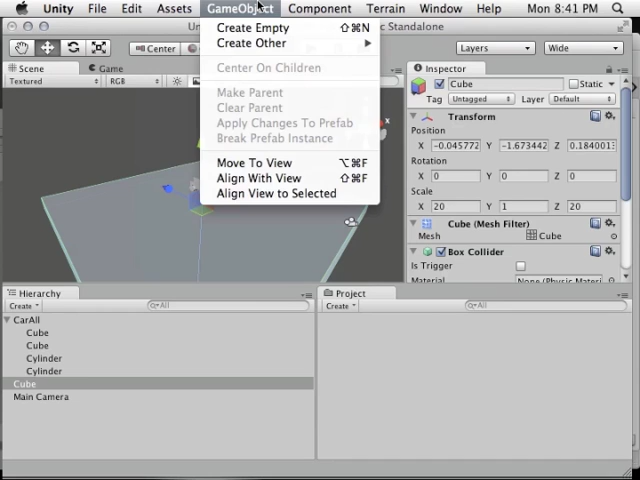 Unity File Edit Assets GameObject Component Terrain Window Help Mon 8:41 PM
Standalone
Center
Layers Wide
Create Empty ⇧⌘N
Create Other
Center On Children
Make Parent
Clear Parent
Apply Changes To Prefab
Break Prefab Instance
Move To View ⌥⌘F
Align With View ⇧⌘F
Align View to Selected
Scene Game
Textured RGB
x
Inspector
Cube Static
Tag Untagged Layer Default
Transform
Position
X -0.045772 Y -1.673442 Z 0.1840013
Rotation
X 0 Y 0 Z 0
Scale
X 20 Y 1 Z 20
Cube (Mesh Filter)
Mesh Cube
Box Collider
Is Trigger
Material None (Physic Materi
Hierarchy
Create All
CarAll
Cube
Cube
Cylinder
Cylinder
Cube
Main Camera
Project
Create All